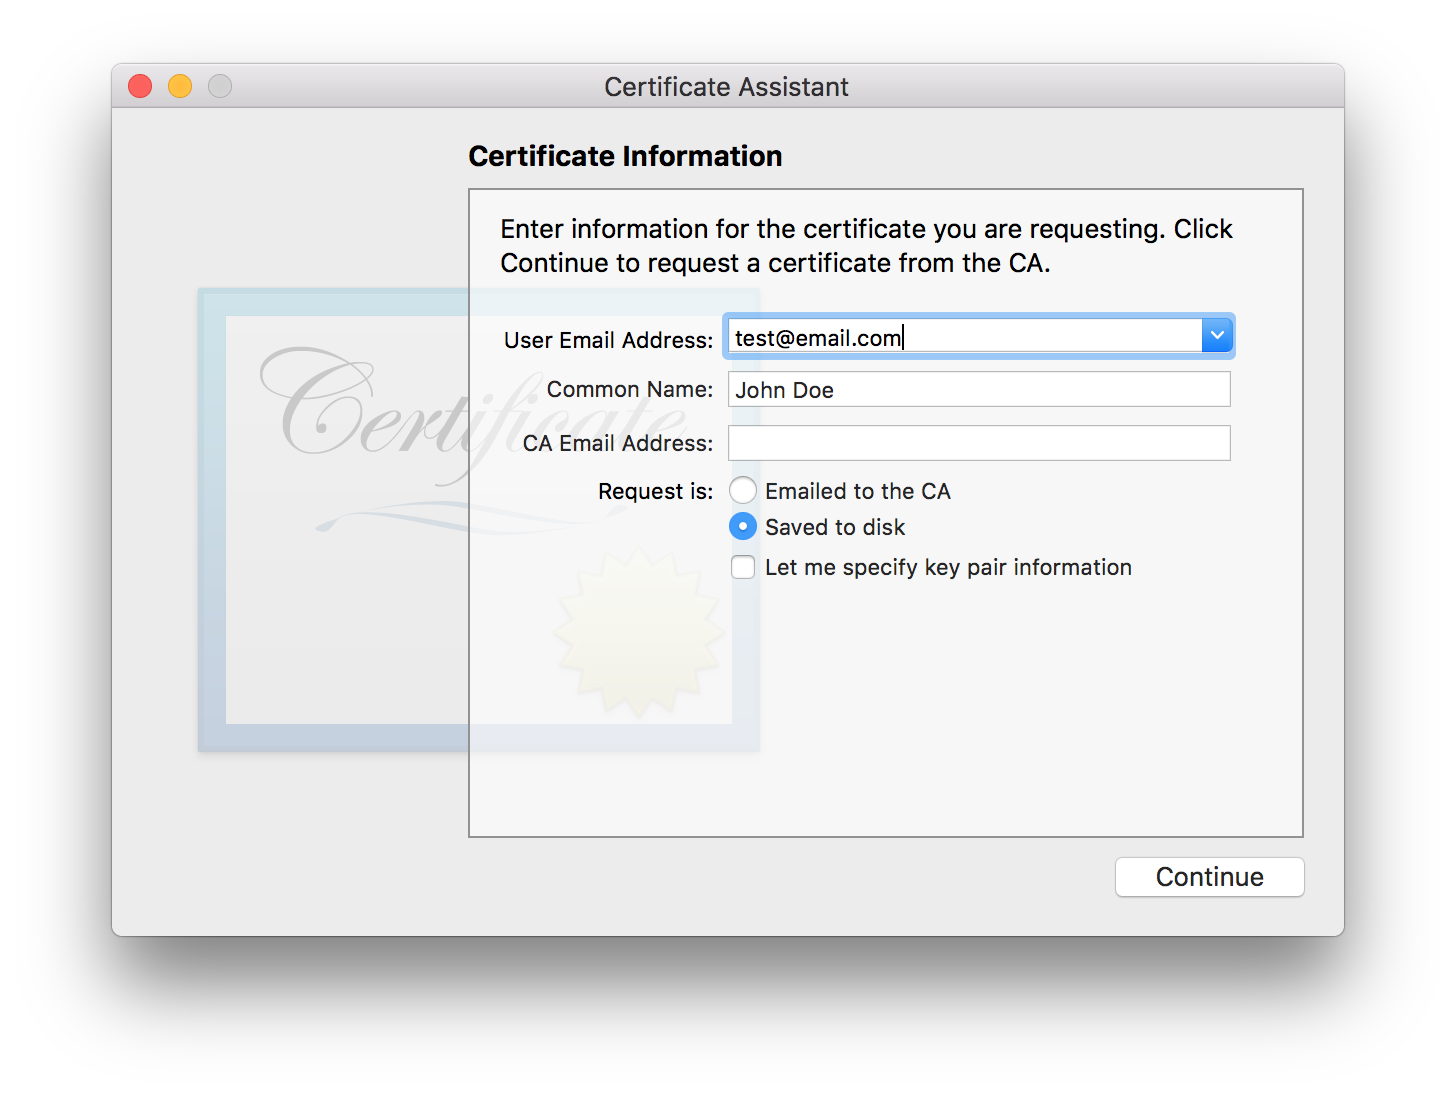 Certificate Assistant
Certificate Information
Enter information for the certificate you are requesting. Click
Continue to request a certificate from the CA.
Certificate
User Email Address: test@email.com
Common Name: John Doe
CA Email Address:
Request is: Emailed to the CA
Saved to disk
Let me specify key pair information
Continue